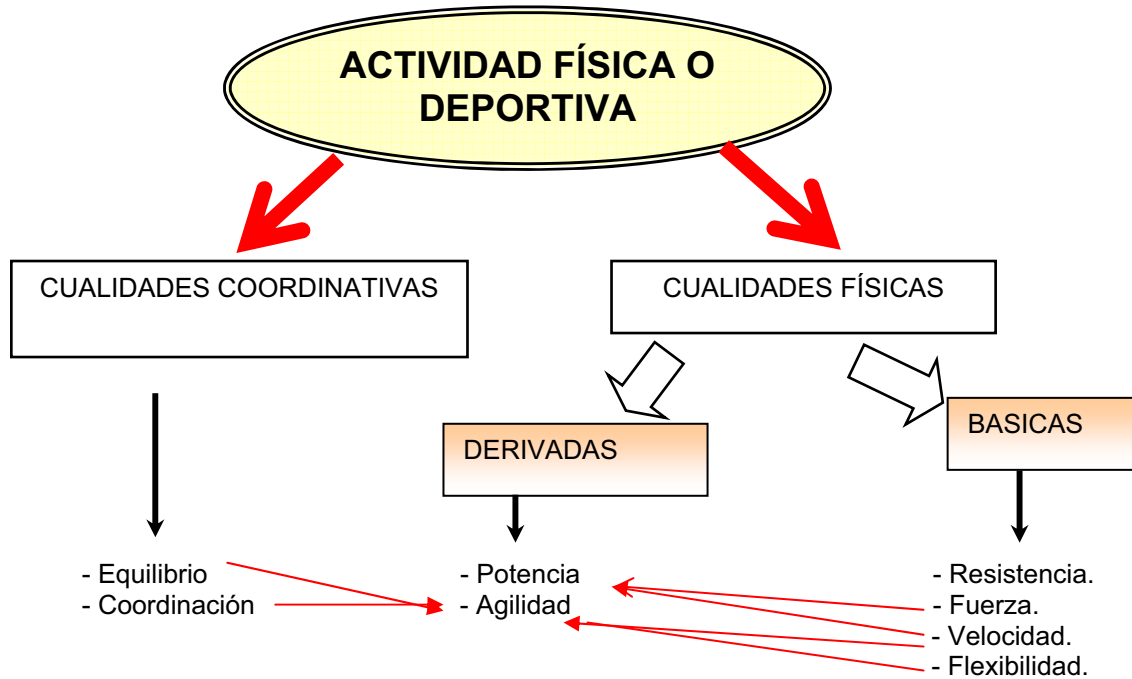 ACTIVIDAD FÍSICA O
DEPORTIVA
CUALIDADES COORDINATIVAS
CUALIDADES FÍSICAS
DERIVADAS
BASICAS
- Equilibrio
- Coordinación
- Potencia
- Agilidad
- Resistencia.
- Fuerza.
- Velocidad.
- Flexibilidad.